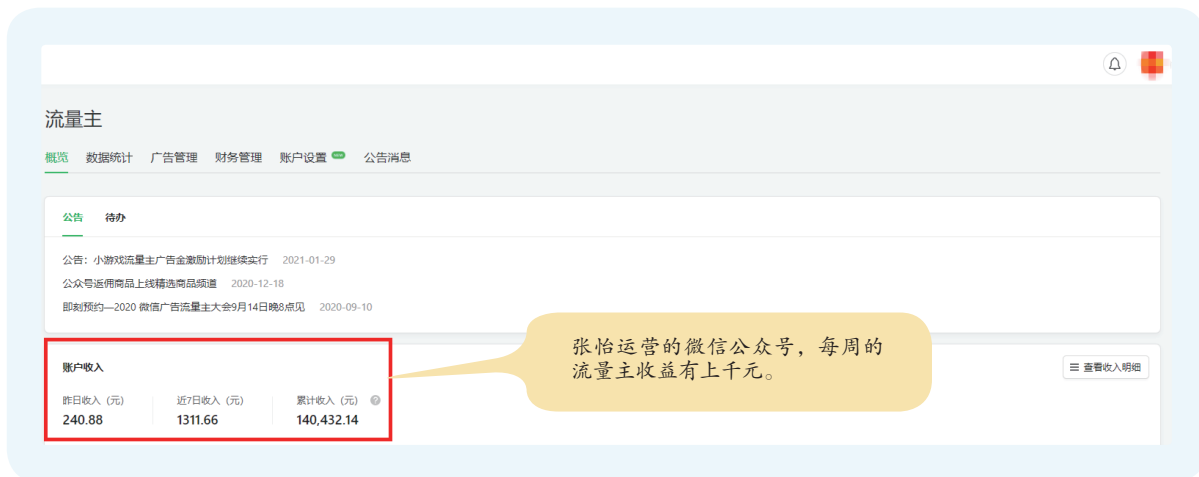 流量主
概览 数据统计 广告管理 财务管理 账户设置 公告消息
公告 待办
公告：小游戏流量主广告金激励计划继续实行 2021-01-29
公众号返佣商品上线精选商品频道 2020-12-18
即刻预约—2020 微信广告流量主大会9月14日晚8点见 2020-09-10
张怡运营的微信公众号，每周的
流量主收益有上千元。
账户收入
查看收入明细
昨日收入（元） 近7日收入（元） 累计收入（元）
240.88 1311.66 140,432.14